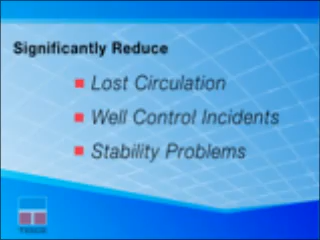 Significantly Reduce
Lost Circulation
Well Control Incidents
Stability Problems